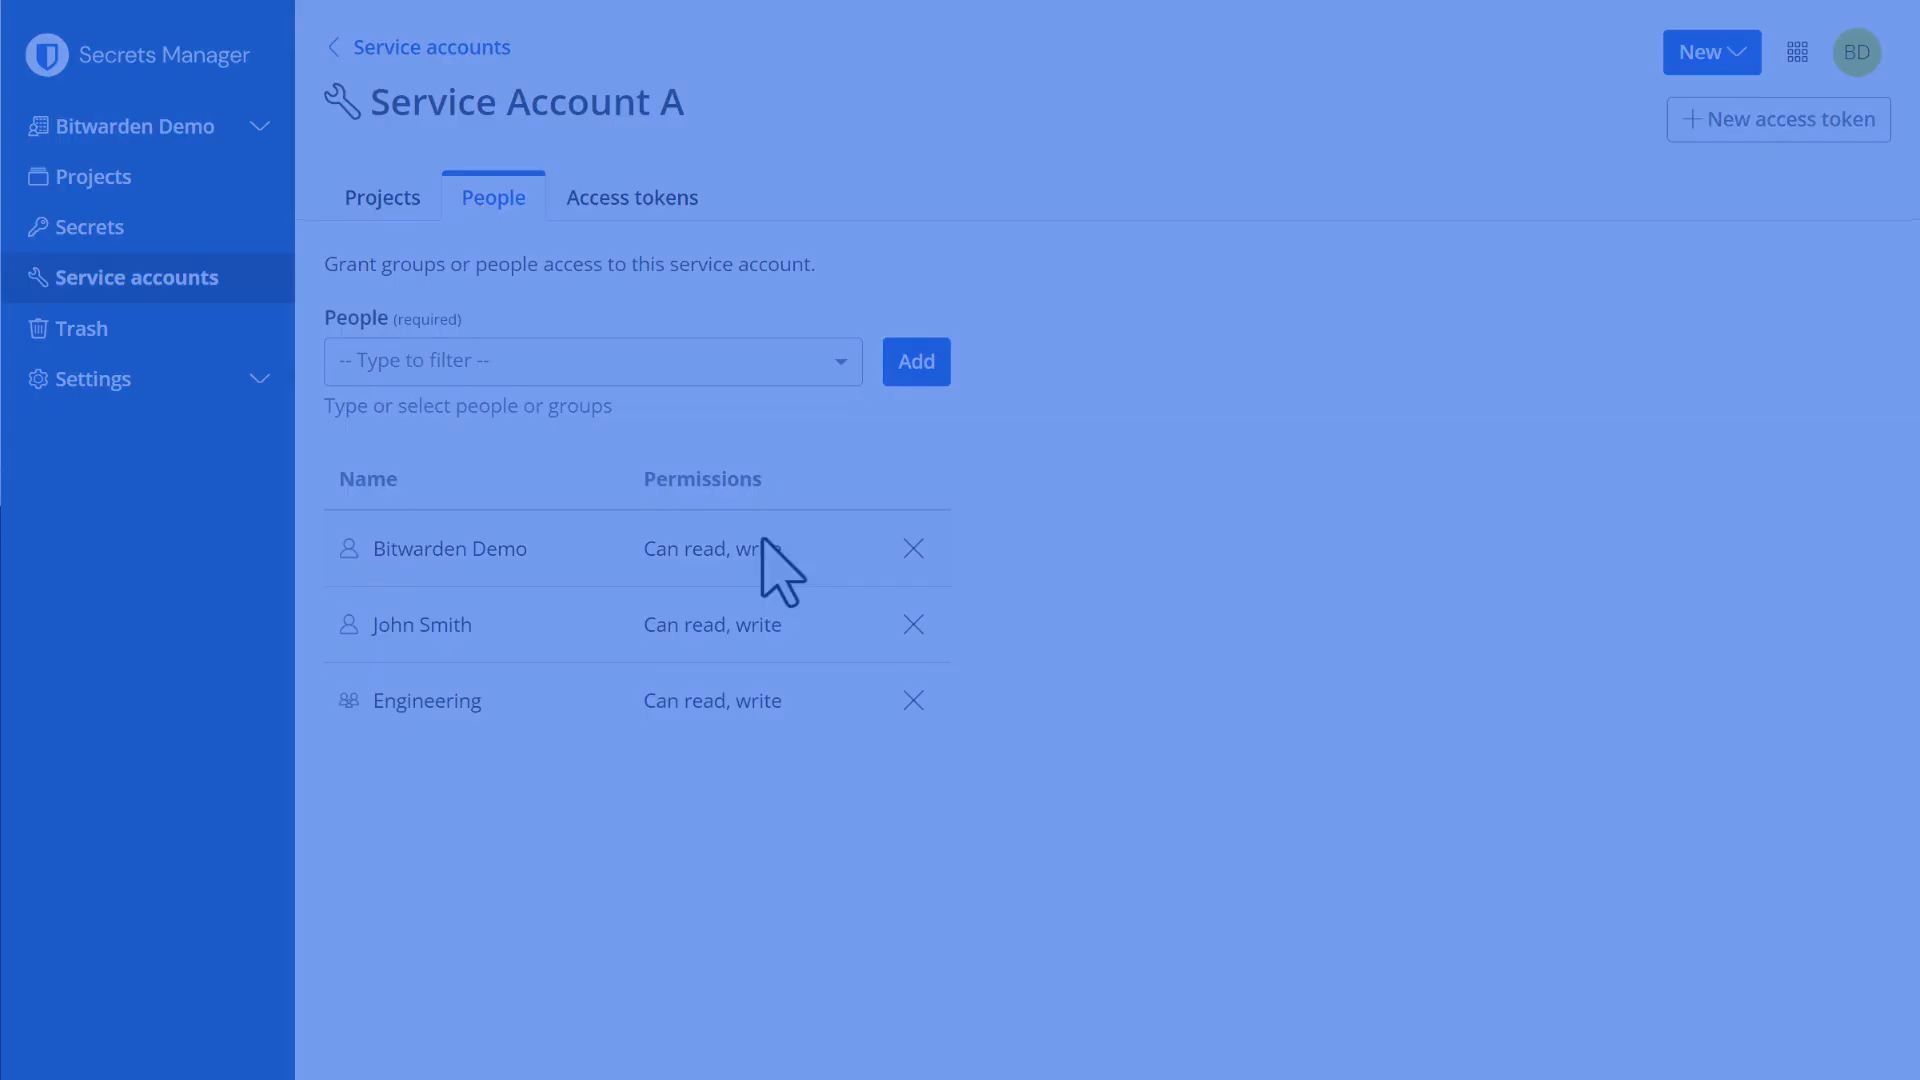 Secrets Manager
Bitwarden Demo
Projects
Secrets
Service accounts
Trash
Settings
Service accounts
New
BD
Service Account A
New access token
Projects
People
Access tokens
Grant groups or people access to this service account.
People (required)
-- Type to filter --
Add
Type or select people or groups
Name
Permissions
Bitwarden Demo
Can read, write
John Smith
Can read, write
Engineering
Can read, write